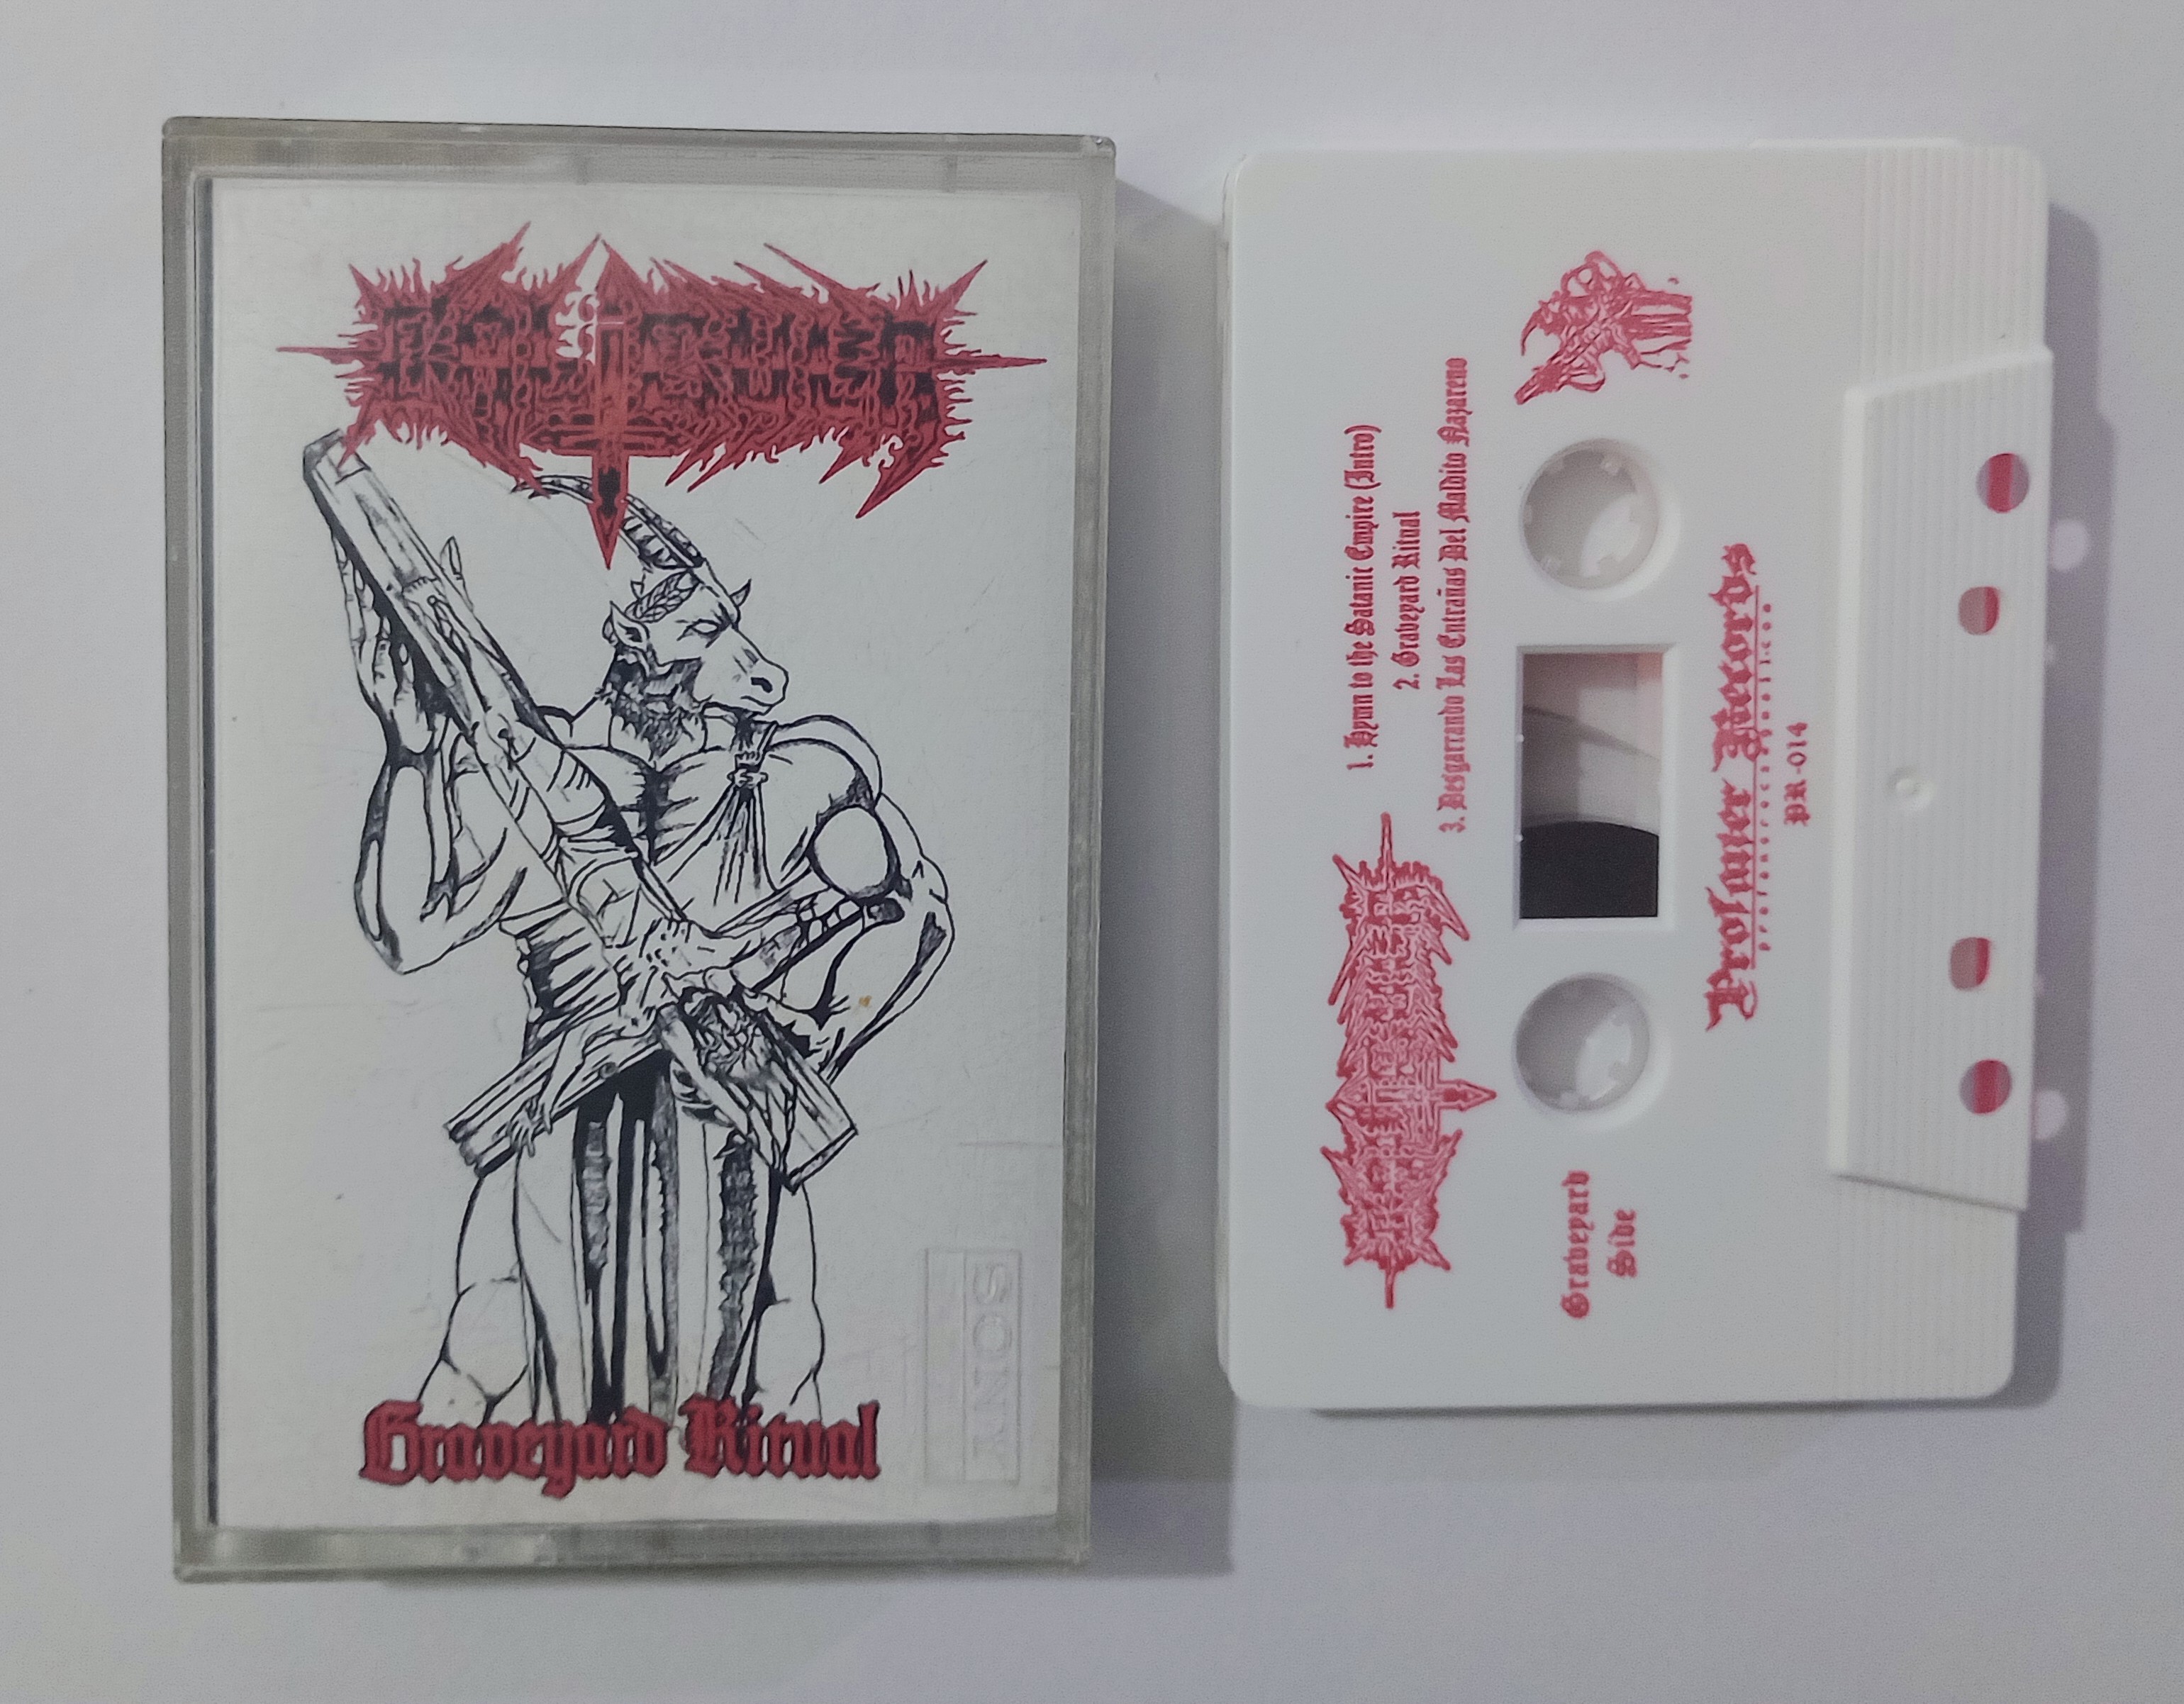 Graveyard Ritual
SONY
1. Hymn to the Satanic Empire (Intro)
2. Graveyard Ritual
3. Desgarrando Las Entrañas Del Maldito Nazareno
Graveyard
Side
Profaner Records
PR-014